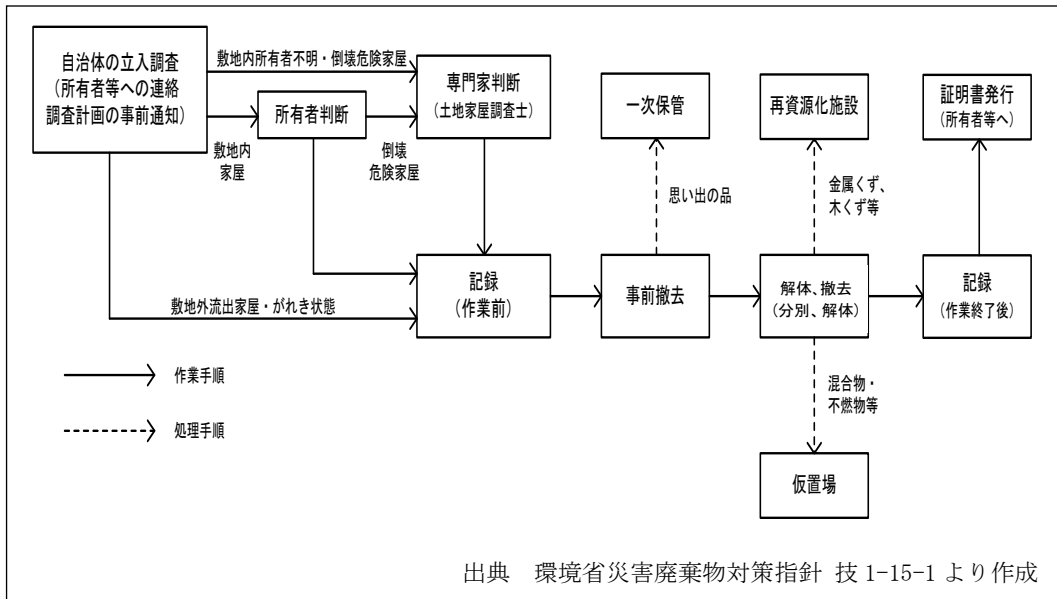 自治体の立入調査
(所有者等への連絡
調査計画の事前通知)
敷地内所有者不明・倒壊危険家屋
敷地内
家屋
所有者判断
倒壊
危険家屋
専門家判断
(土地家屋調査士)
敷地外流出家屋・がれき状態
記録
(作業前)
一次保管
思い出の品
事前撤去
再資源化施設
金属くず、
木くず等
解体、撤去
(分別、解体)
混合物・
不燃物等
仮置場
証明書発行
(所有者等へ)
記録
(作業終了後)
作業手順
処理手順
出典 環境省災害廃棄物対策指針 技 1-15-1 より作成